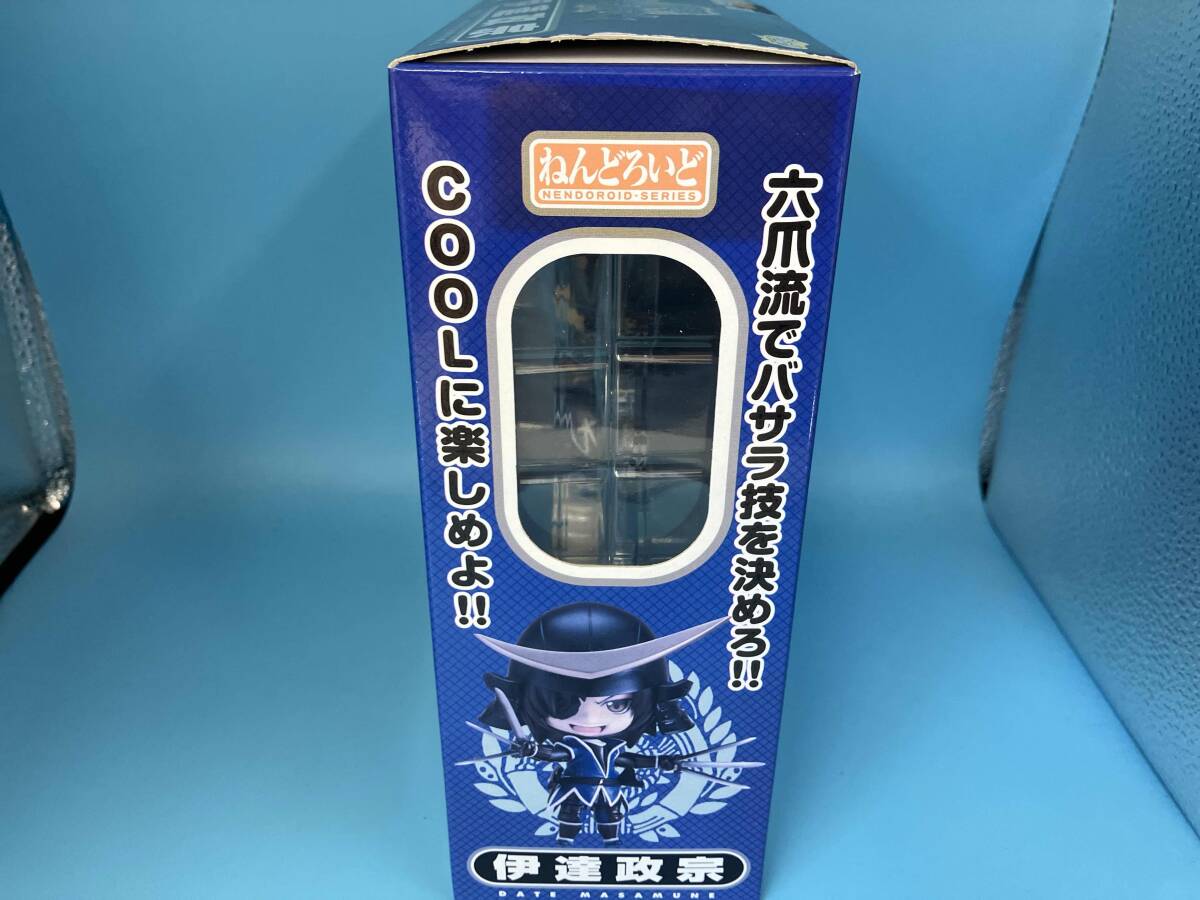 ねんどろいど
NENDOROID・SERIES
六爪流でバサラ技を決めろ!!
COOLに楽しめよ!!
伊達政宗
DATE MASAMUNE